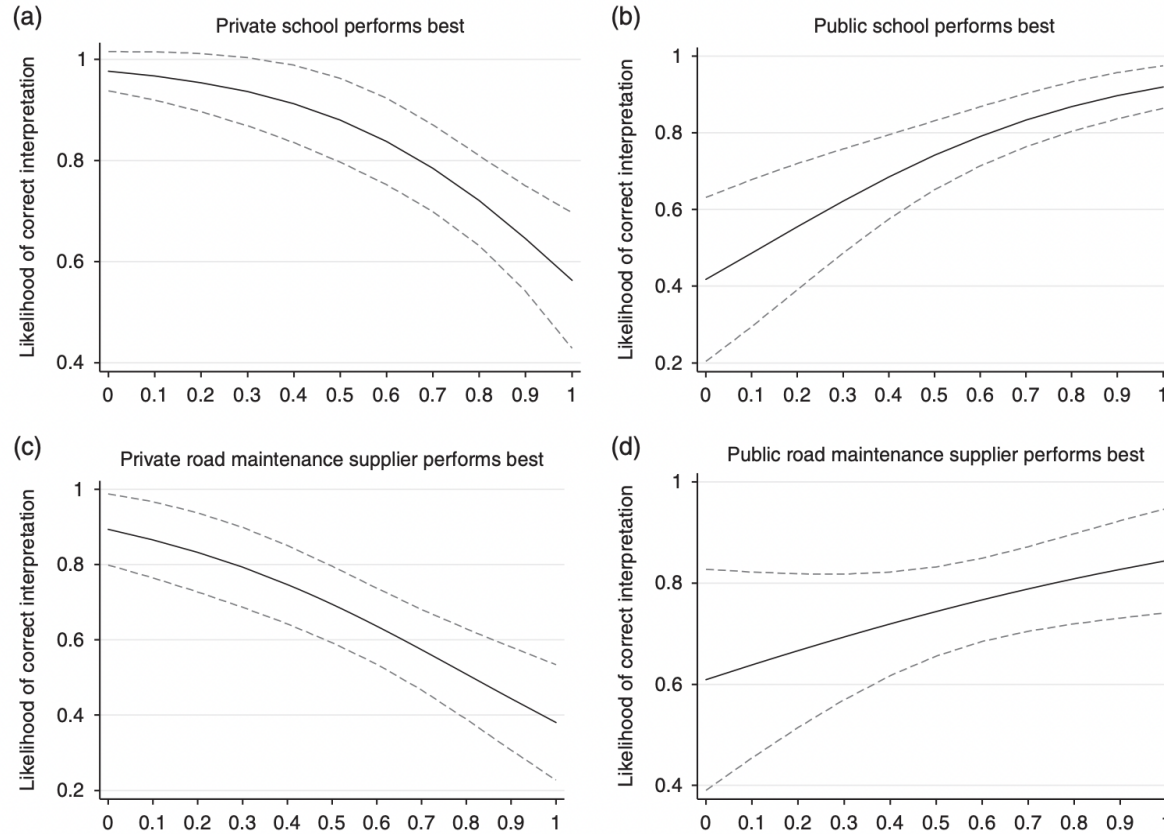 (a)
Private school performs best
Likelihood of correct interpretation
1
0.8
0.6
0.4
0 0.1 0.2 0.3 0.4 0.5 0.6 0.7 0.8 0.9 1
(b)
Public school performs best
Likelihood of correct interpretation
1
0.8
0.6
0.4
0.2
0 0.1 0.2 0.3 0.4 0.5 0.6 0.7 0.8 0.9 1
(c)
Private road maintenance supplier performs best
Likelihood of correct interpretation
1
0.8
0.6
0.4
0.2
0 0.1 0.2 0.3 0.4 0.5 0.6 0.7 0.8 0.9 1
(d)
Public road maintenance supplier performs best
Likelihood of correct interpretation
1
0.8
0.6
0.4
0 0.1 0.2 0.3 0.4 0.5 0.6 0.7 0.8 0.9 1